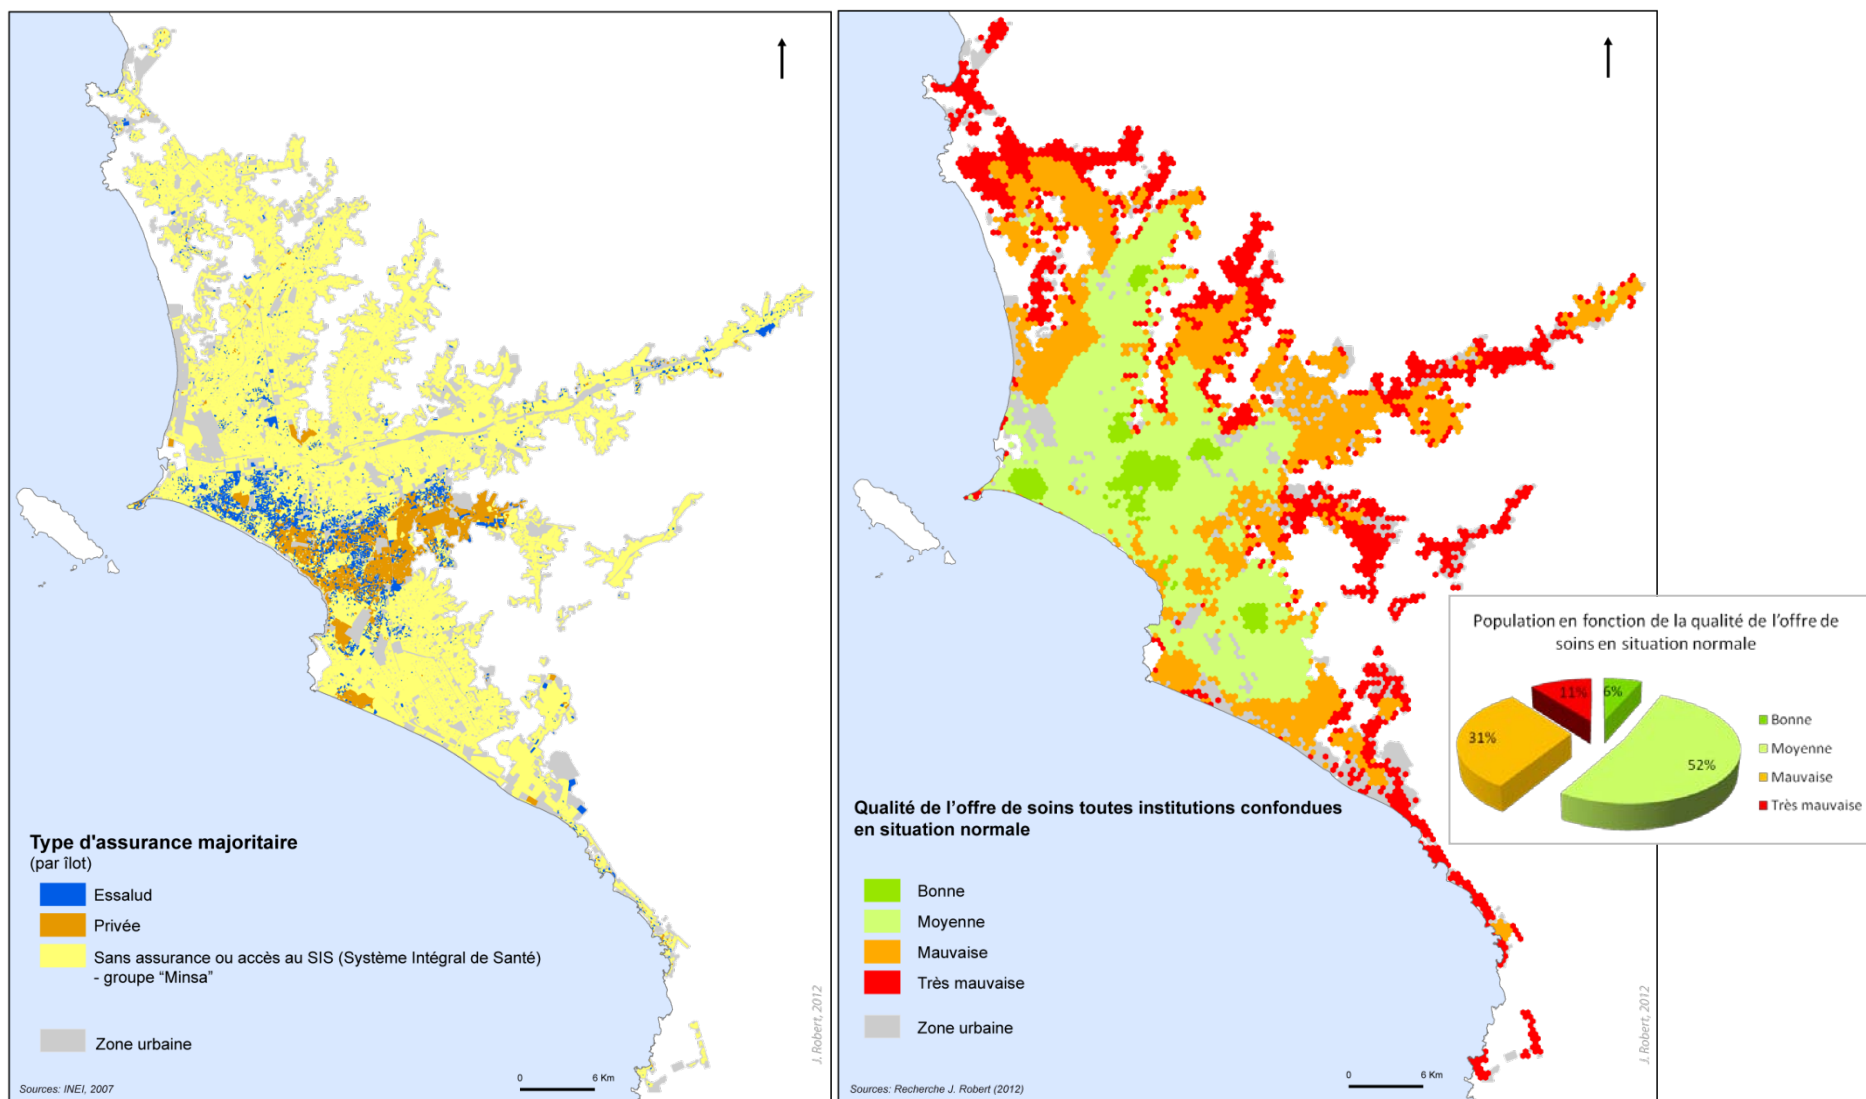 Type d'assurance majoritaire
(par îlot)
Essalud
Privée
Sans assurance ou accès au SIS (Système Intégral de Santé)
- groupe “Minsa”
Zone urbaine
Sources: INEI, 2007
0 6 Km
J. Robert, 2012
Qualité de l’offre de soins toutes institutions confondues
en situation normale
Bonne
Moyenne
Mauvaise
Très mauvaise
Zone urbaine
Sources: Recherche J. Robert (2012)
0 6 Km
J. Robert, 2012
Population en fonction de la qualité de l’offre de
soins en situation normale
11%
6%
31%
52%
Bonne
Moyenne
Mauvaise
Très mauvaise